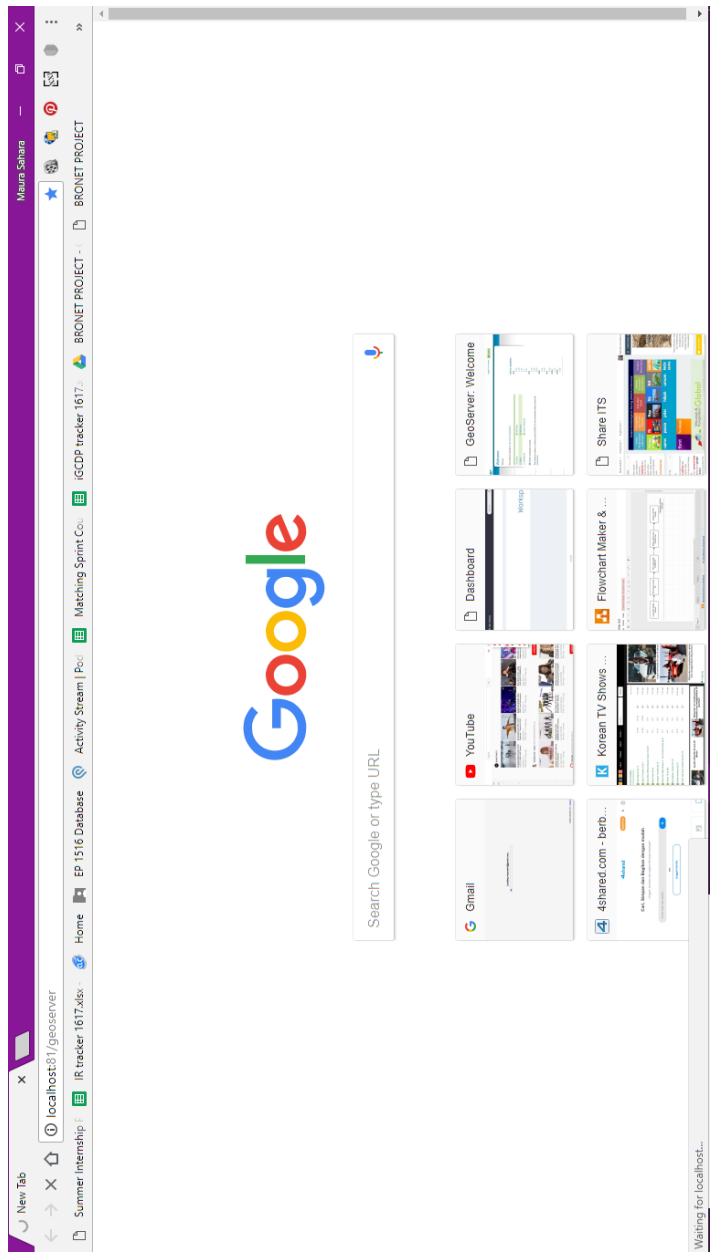 New Tab
Maura Sahara
localhost:81/geoserver
Summer Internship
IR tracker 1617.xlsx -
Home
EP 1516 Database
Activity Stream | Pod
Matching Sprint Cou
iGCDP tracker 1617.
BRONET PROJECT -
BRONET PROJECT
Google
Search Google or type URL
Gmail
YouTube
Dashboard
GeoServer: Welcome
4shared.com - berb...
Korean TV Shows ...
Flowchart Maker & ...
Share ITS
Waiting for localhost...